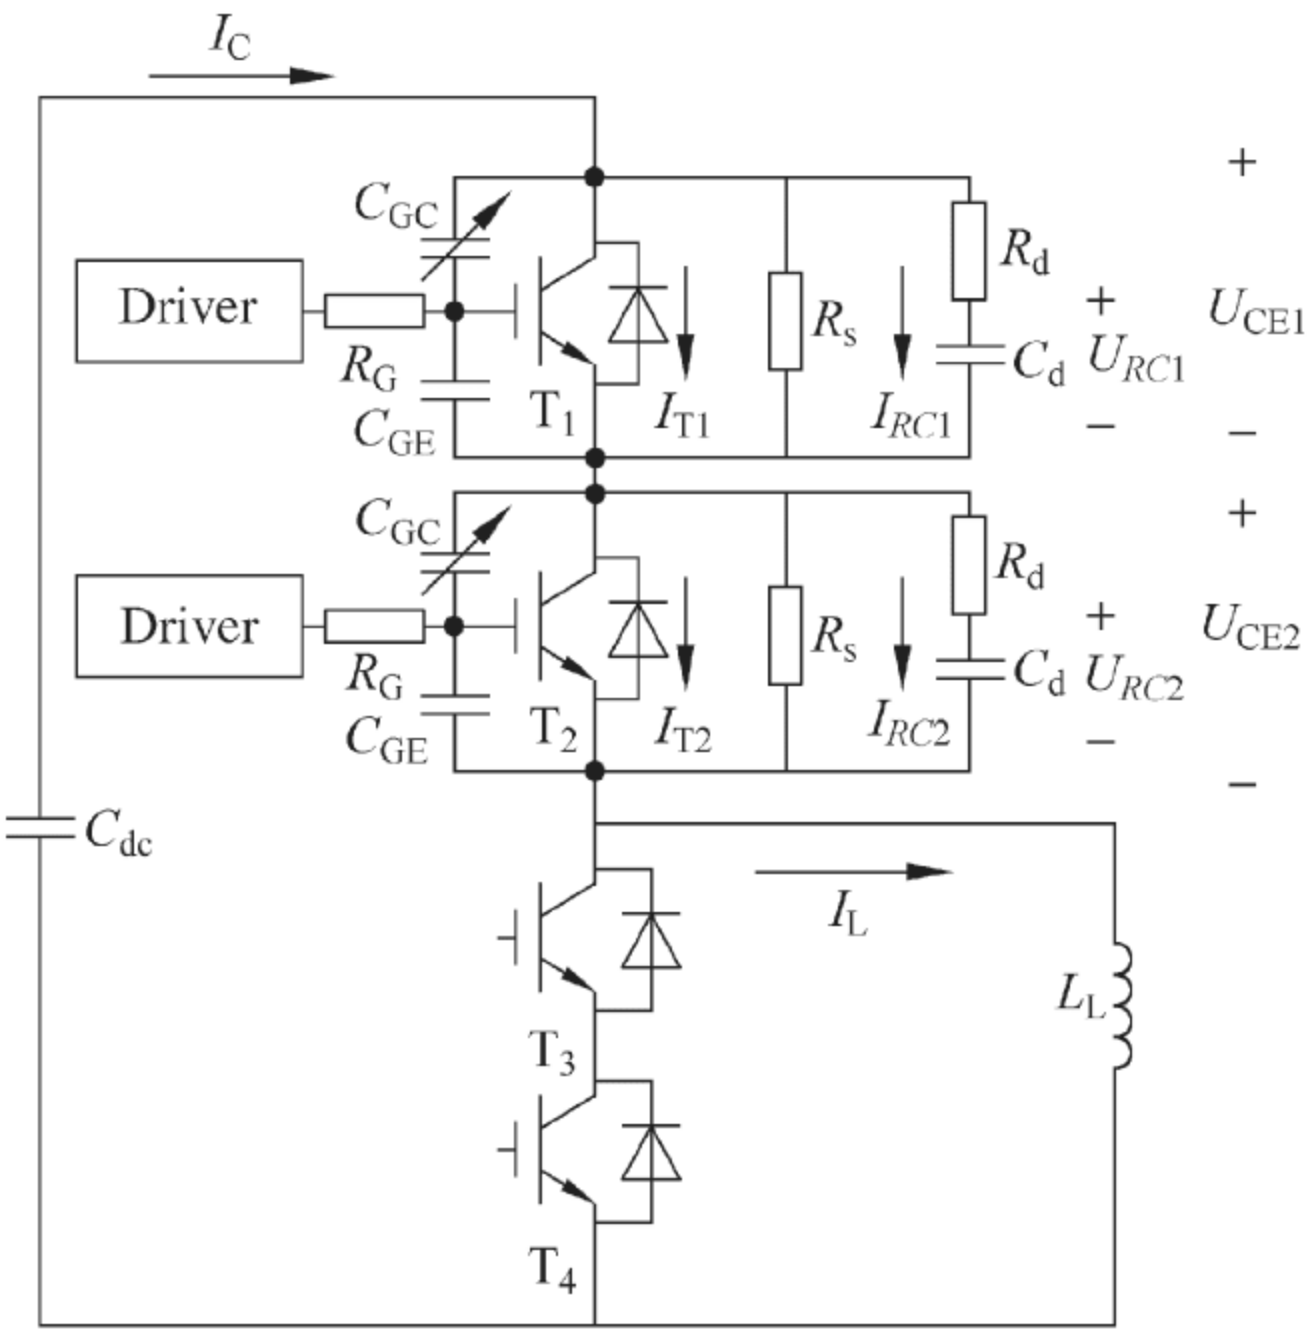 I_C
C_GC
Driver
R_G
C_GE
T_1
I_T1
R_s
I_RC1
R_d
C_d
+
U_RC1
−
+
U_CE1
−
C_GC
Driver
R_G
C_GE
T_2
I_T2
R_s
I_RC2
R_d
C_d
+
U_RC2
−
+
U_CE2
−
C_dc
I_L
L_L
T_3
T_4